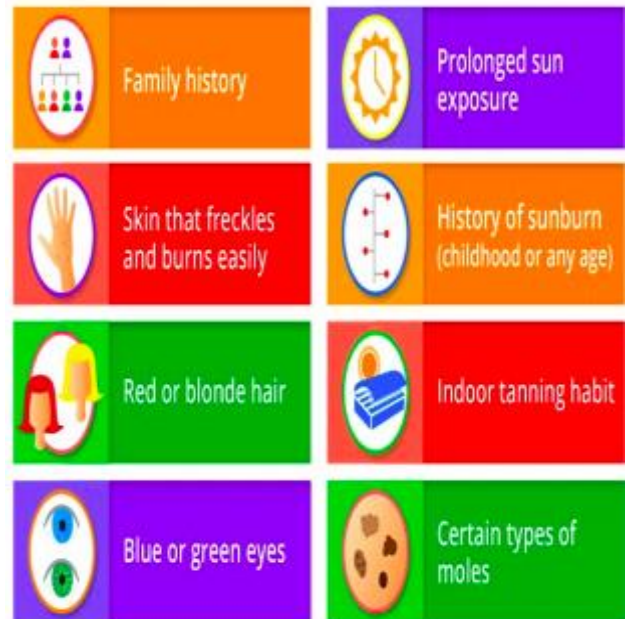 Family history
Prolonged sun
exposure
Skin that freckles
and burns easily
History of sunburn
(childhood or any age)
Red or blonde hair
Indoor tanning habit
Blue or green eyes
Certain types of
moles